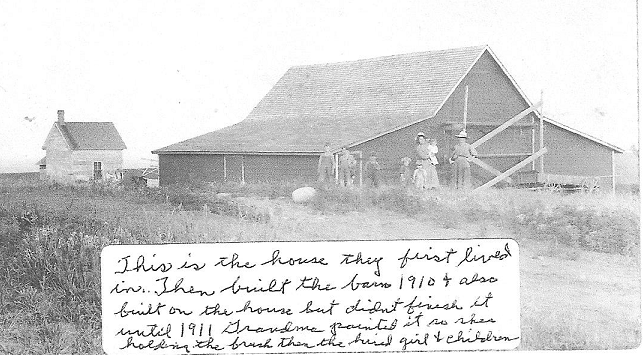 This is the house they first lived
in. Then built the barn 1910 & also
built on the house but didnt finish it
until 1911 Grandma painted it so shes
holding the brush then the hired girl & children